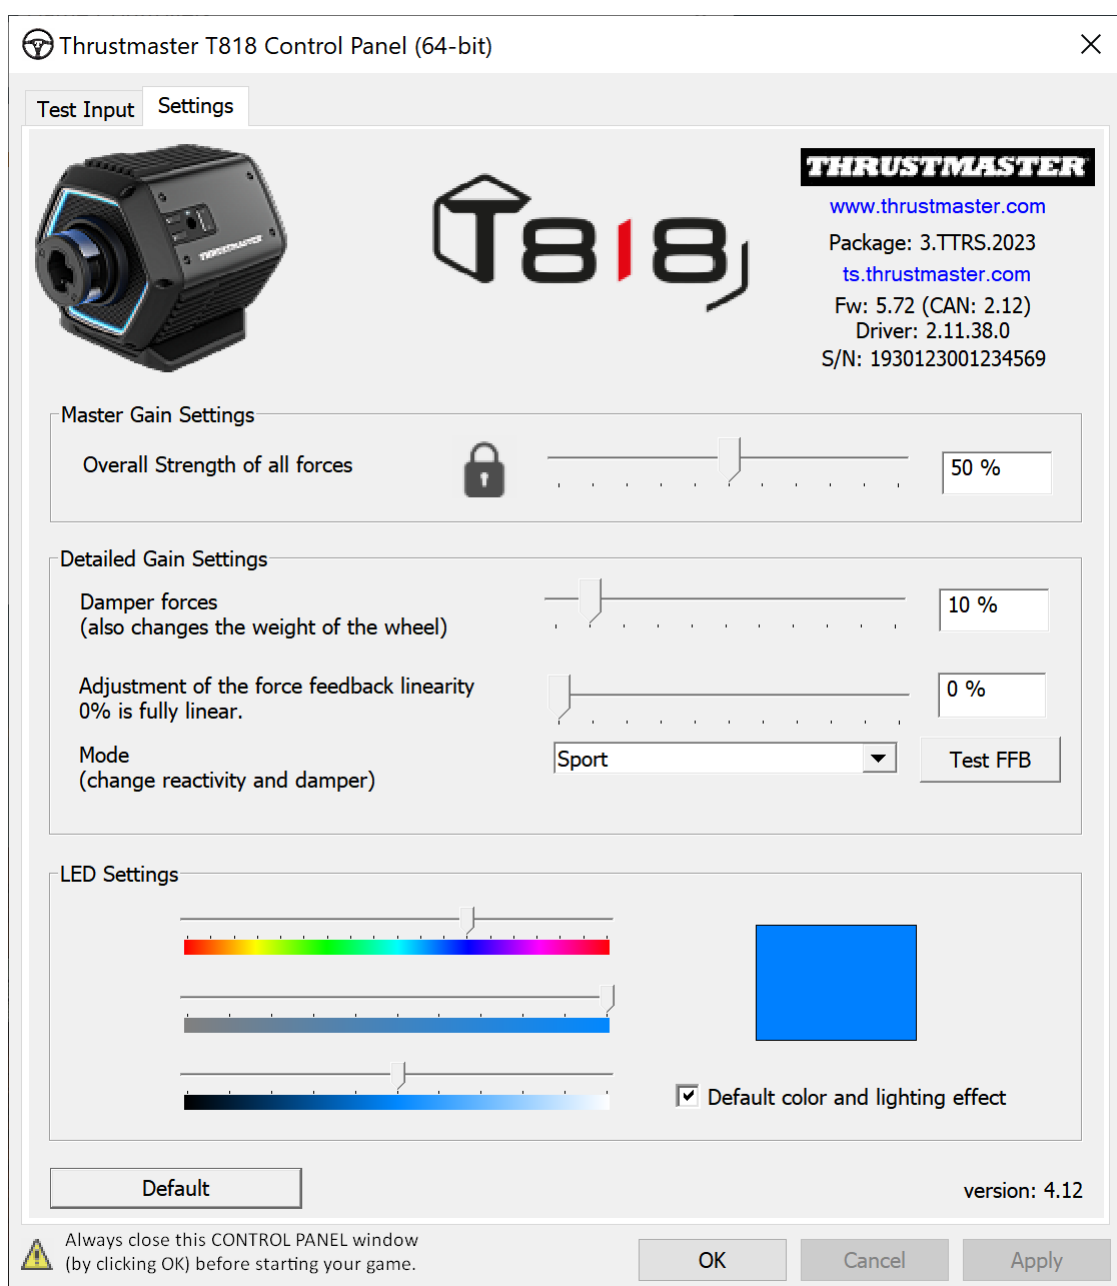 Thrustmaster T818 Control Panel (64-bit)
Test Input
Settings
THRUSTMASTER
T818
THRUSTMASTER
www.thrustmaster.com
Package: 3.TTRS.2023
ts.thrustmaster.com
Fw: 5.72 (CAN: 2.12)
Driver: 2.11.38.0
S/N: 1930123001234569
Master Gain Settings
Overall Strength of all forces
50 %
Detailed Gain Settings
Damper forces
(also changes the weight of the wheel)
10 %
Adjustment of the force feedback linearity
0% is fully linear.
0 %
Mode
(change reactivity and damper)
Sport
Test FFB
LED Settings
Default color and lighting effect
Default
version: 4.12
Always close this CONTROL PANEL window
(by clicking OK) before starting your game.
OK
Cancel
Apply